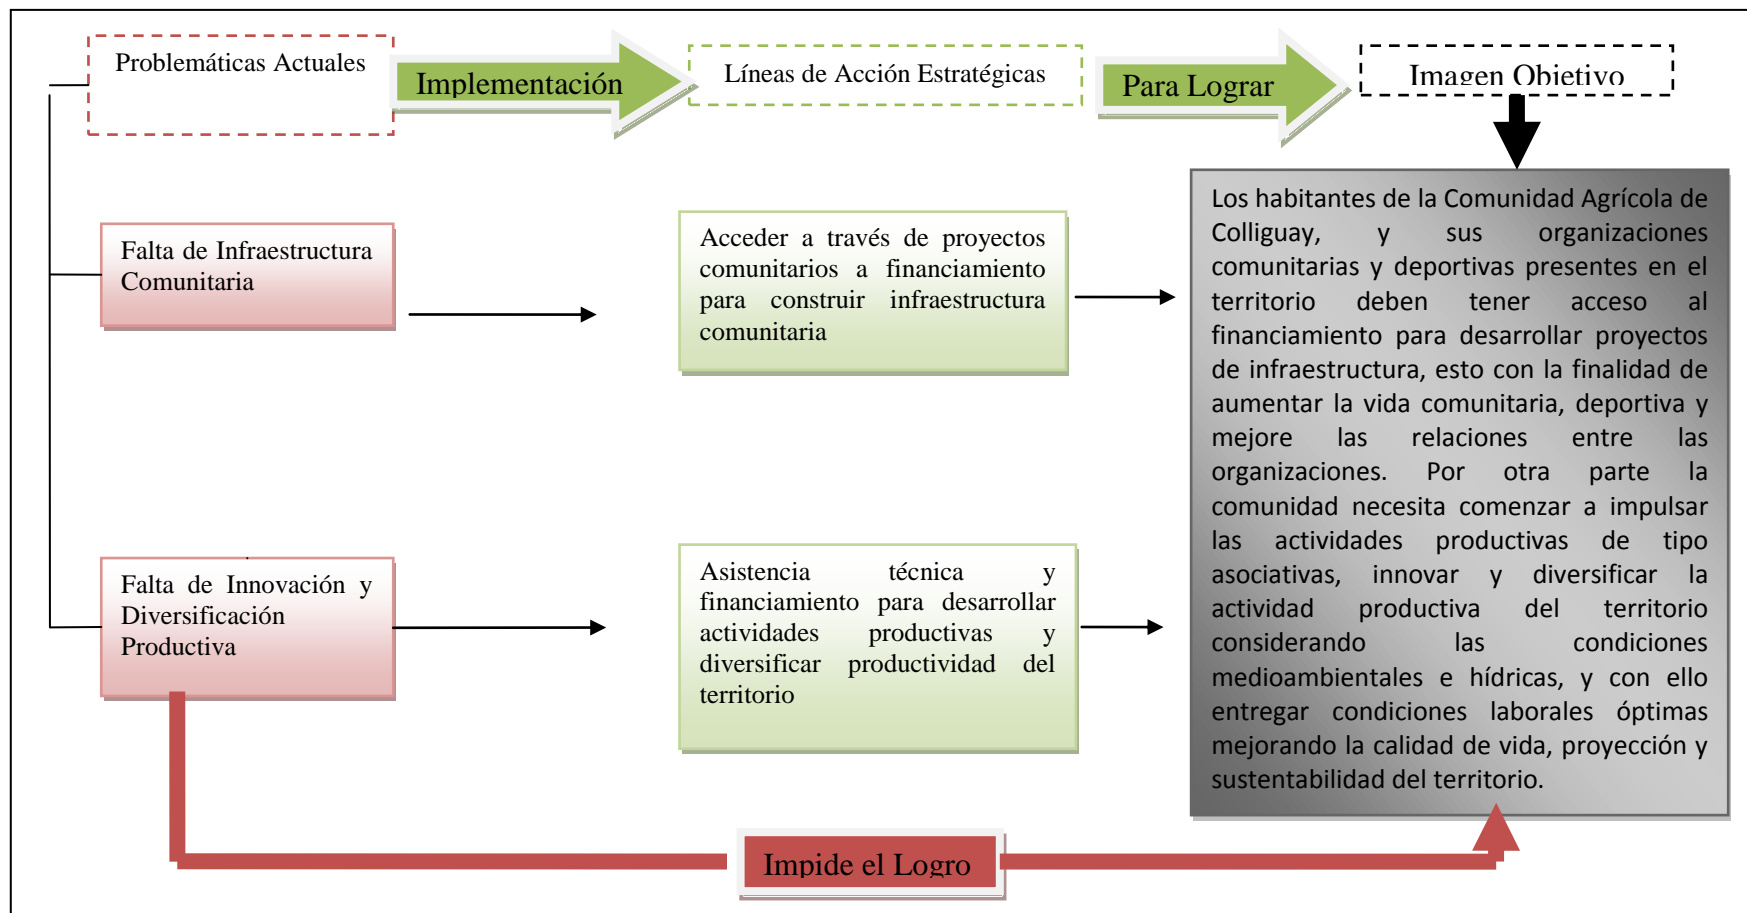 Problemáticas Actuales
Implementación
Líneas de Acción Estratégicas
Para Lograr
Imagen Objetivo
Falta de Infraestructura
Comunitaria
Acceder a través de proyectos
comunitarios a financiamiento
para construir infraestructura
comunitaria
Falta de Innovación y
Diversificación
Productiva
Asistencia técnica y
financiamiento para desarrollar
actividades productivas y
diversificar productividad del
territorio
Los habitantes de la Comunidad Agrícola de
Colliguay, y sus organizaciones
comunitarias y deportivas presentes en el
territorio deben tener acceso al
financiamiento para desarrollar proyectos
de infraestructura, esto con la finalidad de
aumentar la vida comunitaria, deportiva y
mejore las relaciones entre las
organizaciones. Por otra parte la
comunidad necesita comenzar a impulsar
las actividades productivas de tipo
asociativas, innovar y diversificar la
actividad productiva del territorio
considerando las condiciones
medioambientales e hídricas, y con ello
entregar condiciones laborales óptimas
mejorando la calidad de vida, proyección y
sustentabilidad del territorio.
Impide el Logro